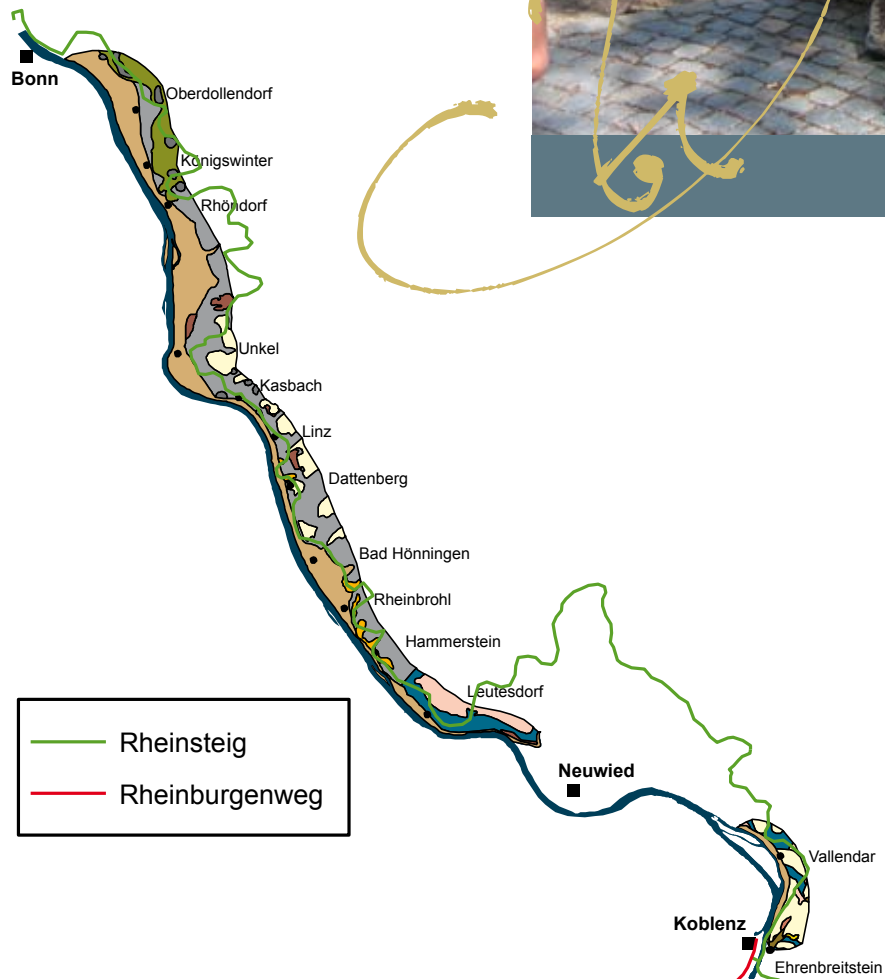 Bonn
Oberdollendorf
Königswinter
Rhöndorf
Unkel
Kasbach
Linz
Dattenberg
Bad Hönningen
Rheinbrohl
Hammerstein
Leutesdorf
Rheinsteig
Rheinburgenweg
Neuwied
Vallendar
Koblenz
Ehrenbreitstein